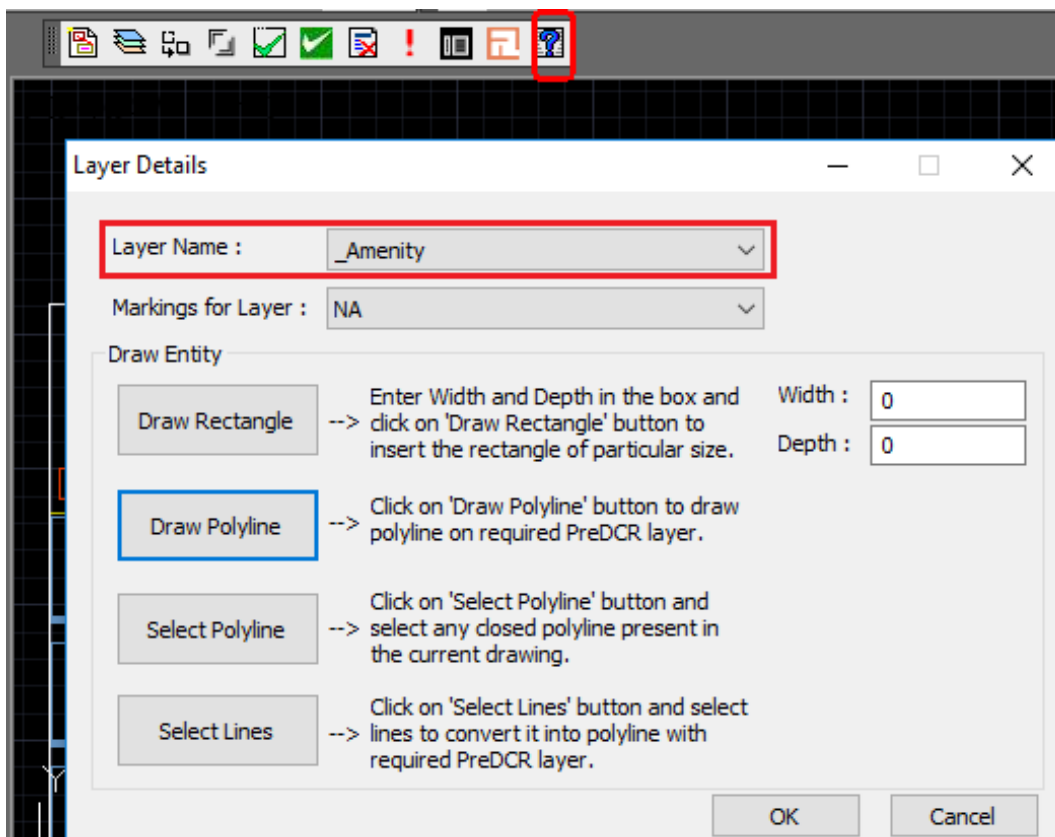 Layer Details
Layer Name :
_Amenity
Markings for Layer :
NA
Draw Entity
Draw Rectangle
--> Enter Width and Depth in the box and
click on 'Draw Rectangle' button to
insert the rectangle of particular size.
Width :
0
Depth :
0
Draw Polyline
--> Click on 'Draw Polyline' button to draw
polyline on required PreDCR layer.
Select Polyline
--> Click on 'Select Polyline' button and
select any closed polyline present in
the current drawing.
Select Lines
--> Click on 'Select Lines' button and select
lines to convert it into polyline with
required PreDCR layer.
OK
Cancel
Y